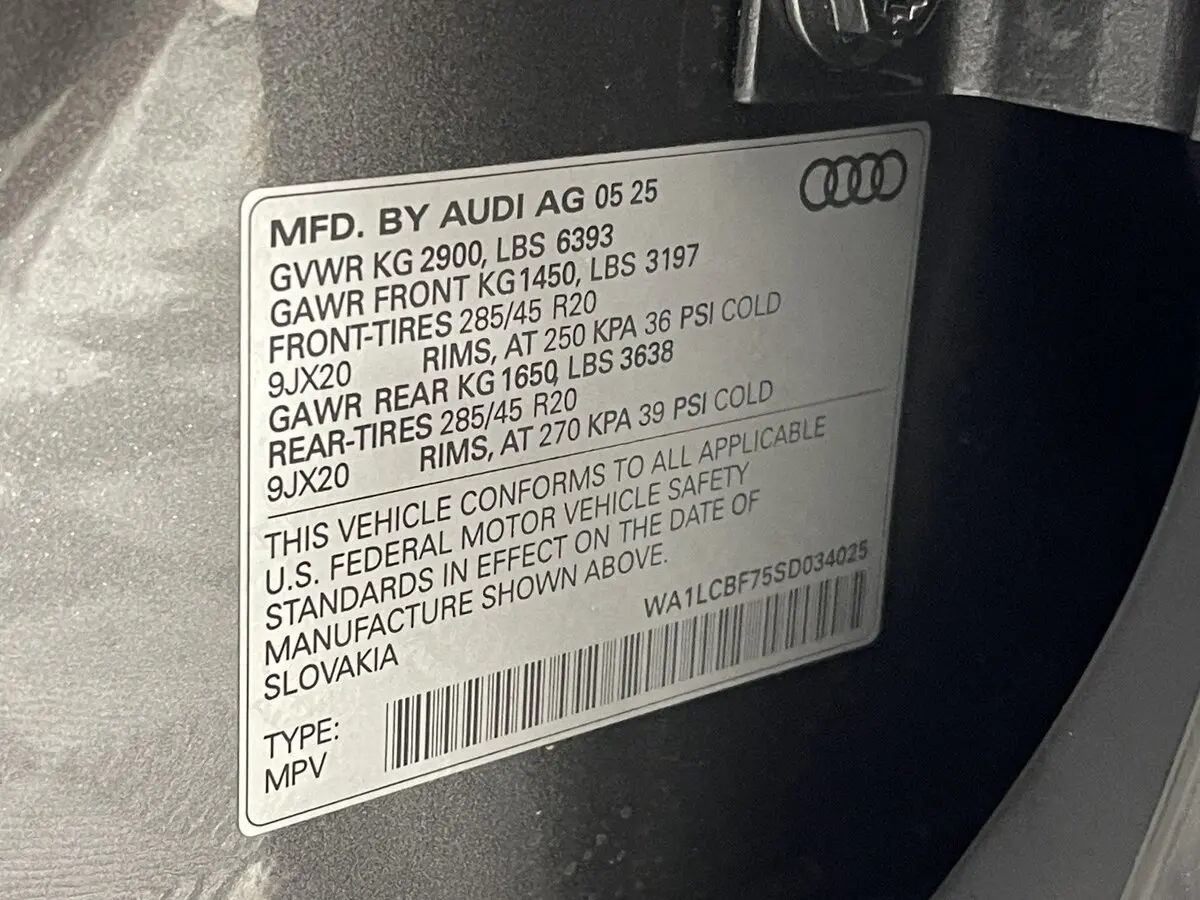 MFD. BY AUDI AG 05 25
GVWR KG 2900, LBS 6393
GAWR FRONT KG 1450, LBS 3197
FRONT-TIRES 285/45 R20
9JX20 RIMS, AT 250 KPA 36 PSI COLD
GAWR REAR KG 1650, LBS 3638
REAR-TIRES 285/45 R20
9JX20 RIMS, AT 270 KPA 39 PSI COLD
THIS VEHICLE CONFORMS TO ALL APPLICABLE
U.S. FEDERAL MOTOR VEHICLE SAFETY
STANDARDS IN EFFECT ON THE DATE OF
MANUFACTURE SHOWN ABOVE.
SLOVAKIA
WA1LCBF75SD034025
TYPE:
MPV